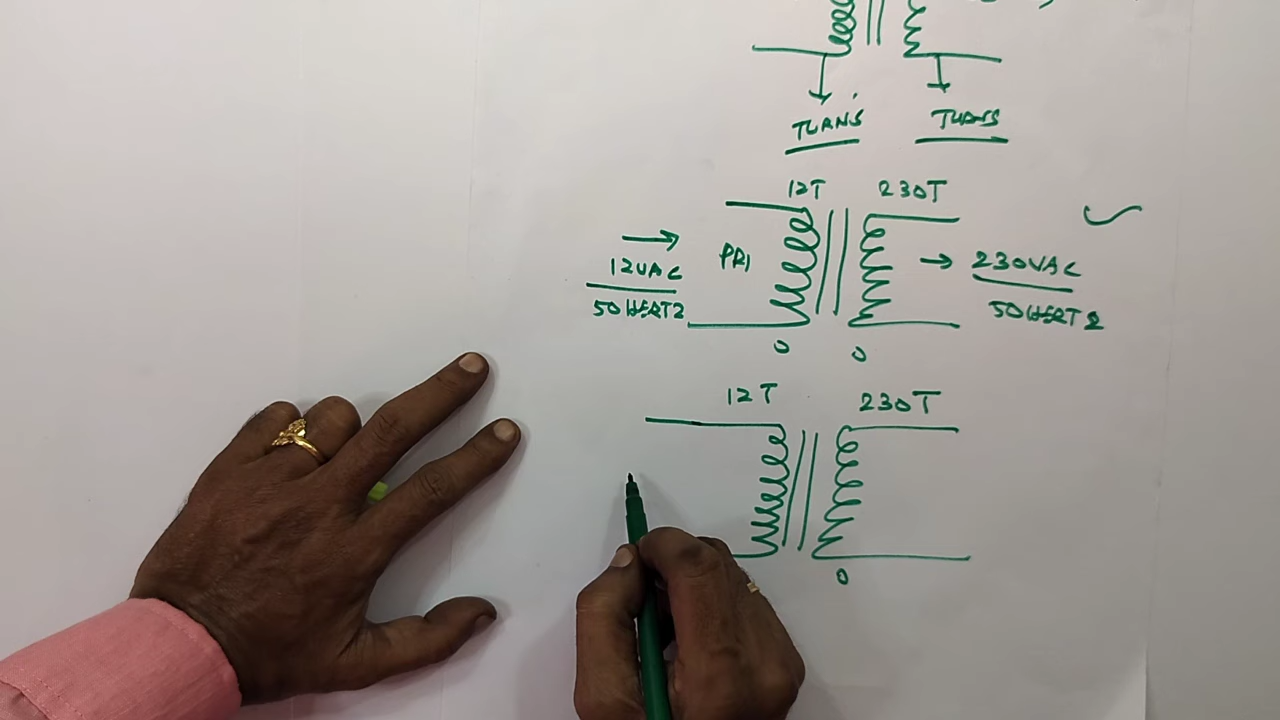 TURNS TURNS
12T 230T
12VAC PRI 230VAC
50HERTZ 50HERTZ
0 0
12T 230T
0